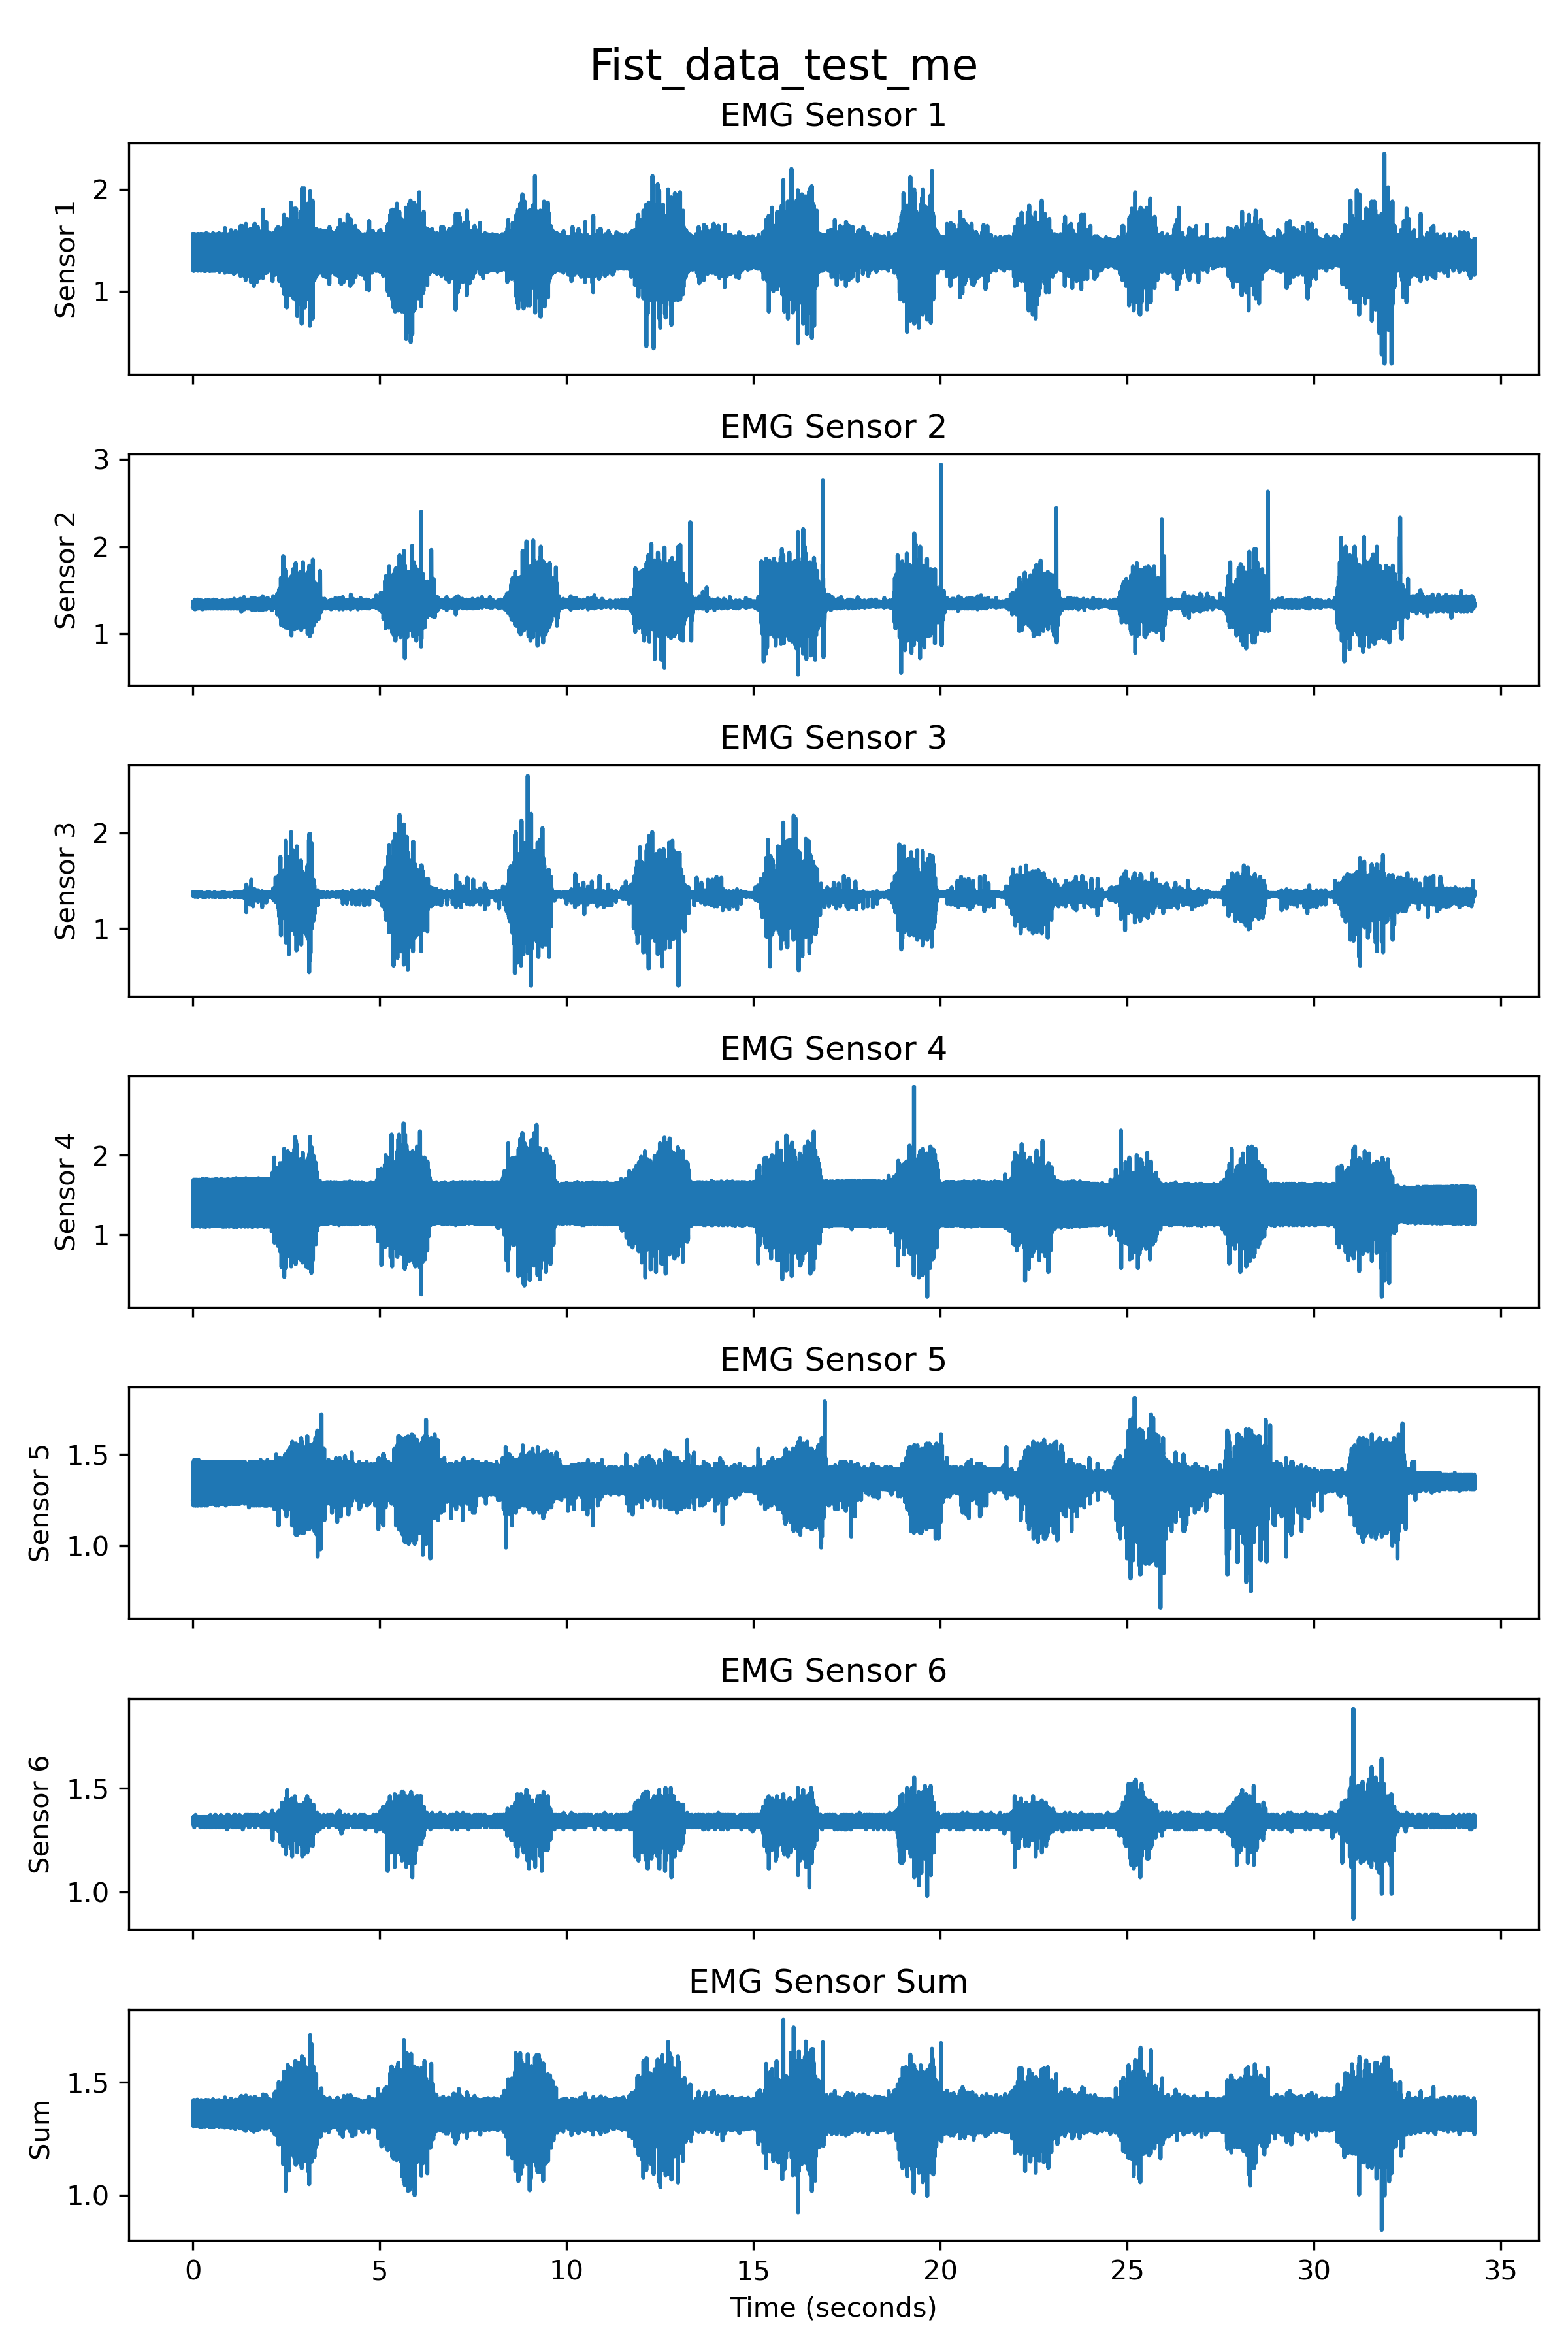 Fist_data_test_me
EMG Sensor 1
Sensor 1
2
1
EMG Sensor 2
Sensor 2
3
2
1
EMG Sensor 3
Sensor 3
2
1
EMG Sensor 4
Sensor 4
2
1
EMG Sensor 5
Sensor 5
1.5
1.0
EMG Sensor 6
Sensor 6
1.5
1.0
EMG Sensor Sum
Sum
1.5
1.0
0 5 10 15 20 25 30 35
Time (seconds)